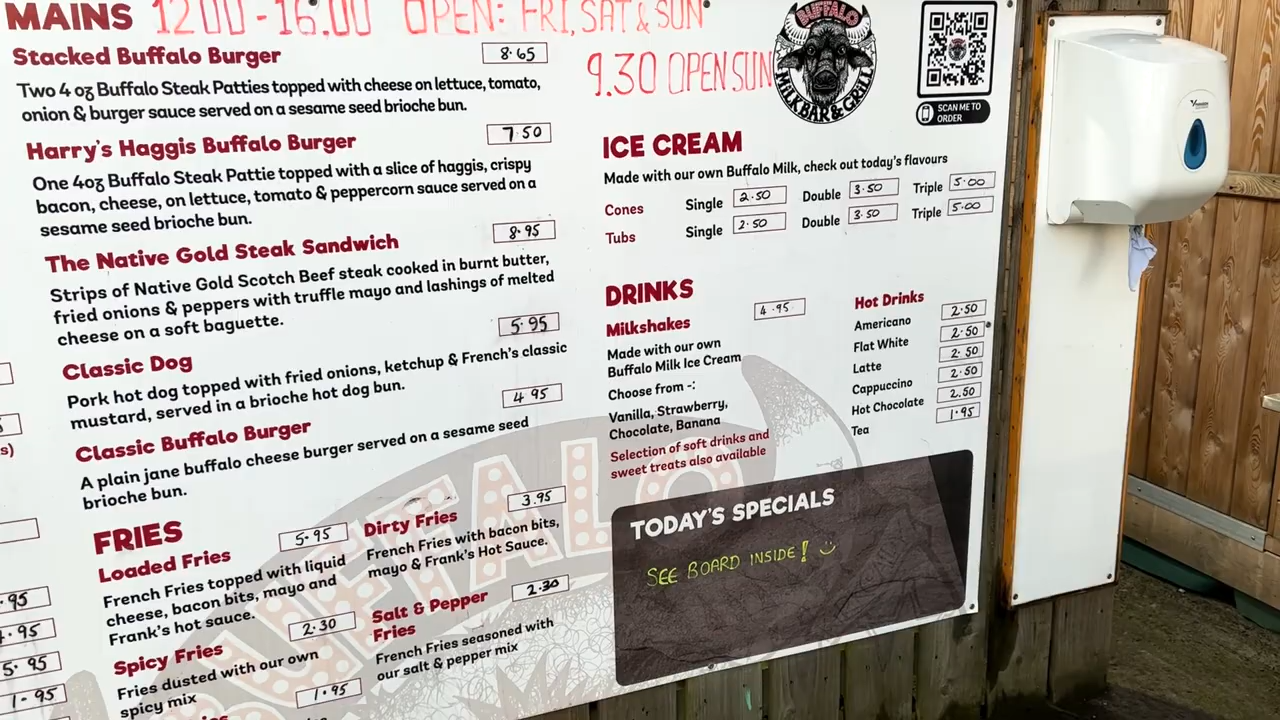 MAINS 12 00 - 16.00 OPEN: FRI, SAT & SUN
9.30 OPEN SUN
Stacked Buffalo Burger 8.65
Two 4 oz Buffalo Steak Patties topped with cheese on lettuce, tomato,
onion & burger sauce served on a sesame seed brioche bun.
Harry's Haggis Buffalo Burger 7.50
One 4oz Buffalo Steak Pattie topped with a slice of haggis, crispy
bacon, cheese, on lettuce, tomato & peppercorn sauce served on a
sesame seed brioche bun.
The Native Gold Steak Sandwich 8.95
Strips of Native Gold Scotch Beef steak cooked in burnt butter,
fried onions & peppers with truffle mayo and lashings of melted
cheese on a soft baguette.
Classic Dog 5.95
Pork hot dog topped with fried onions, ketchup & French's classic
mustard, served in a brioche hot dog bun.
Classic Buffalo Burger 4 95
A plain jane buffalo cheese burger served on a sesame seed
brioche bun.
FRIES
Loaded Fries 5.95
French Fries topped with liquid
cheese, bacon bits, mayo and
Frank's hot sauce.
Spicy Fries 2.30
Fries dusted with our own
spicy mix
1.95
Dirty Fries 3.95
French Fries with bacon bits,
mayo & Frank's Hot Sauce.
Salt & Pepper 2.30
Fries
French Fries seasoned with
our salt & pepper mix
s)
.95
.95
5.95
1-95
BUFFALO
MILKBAR & GRILL
SCAN ME TO
ORDER
ICE CREAM
Made with our own Buffalo Milk, check out today's flavours
Cones Single 2.50 Double 3.50 Triple 5.00
Tubs Single 2.50 Double 3.50 Triple 5.00
DRINKS
Milkshakes 4.95
Made with our own
Buffalo Milk Ice Cream
Choose from -:
Vanilla, Strawberry,
Chocolate, Banana
Selection of soft drinks and
sweet treats also available
Hot Drinks
Americano 2.50
Flat White 2.50
Latte 2.50
Cappuccino 2.50
Hot Chocolate 2.50
Tea 1.95
BUFFALO
TODAY'S SPECIALS
SEE BOARD INSIDE!